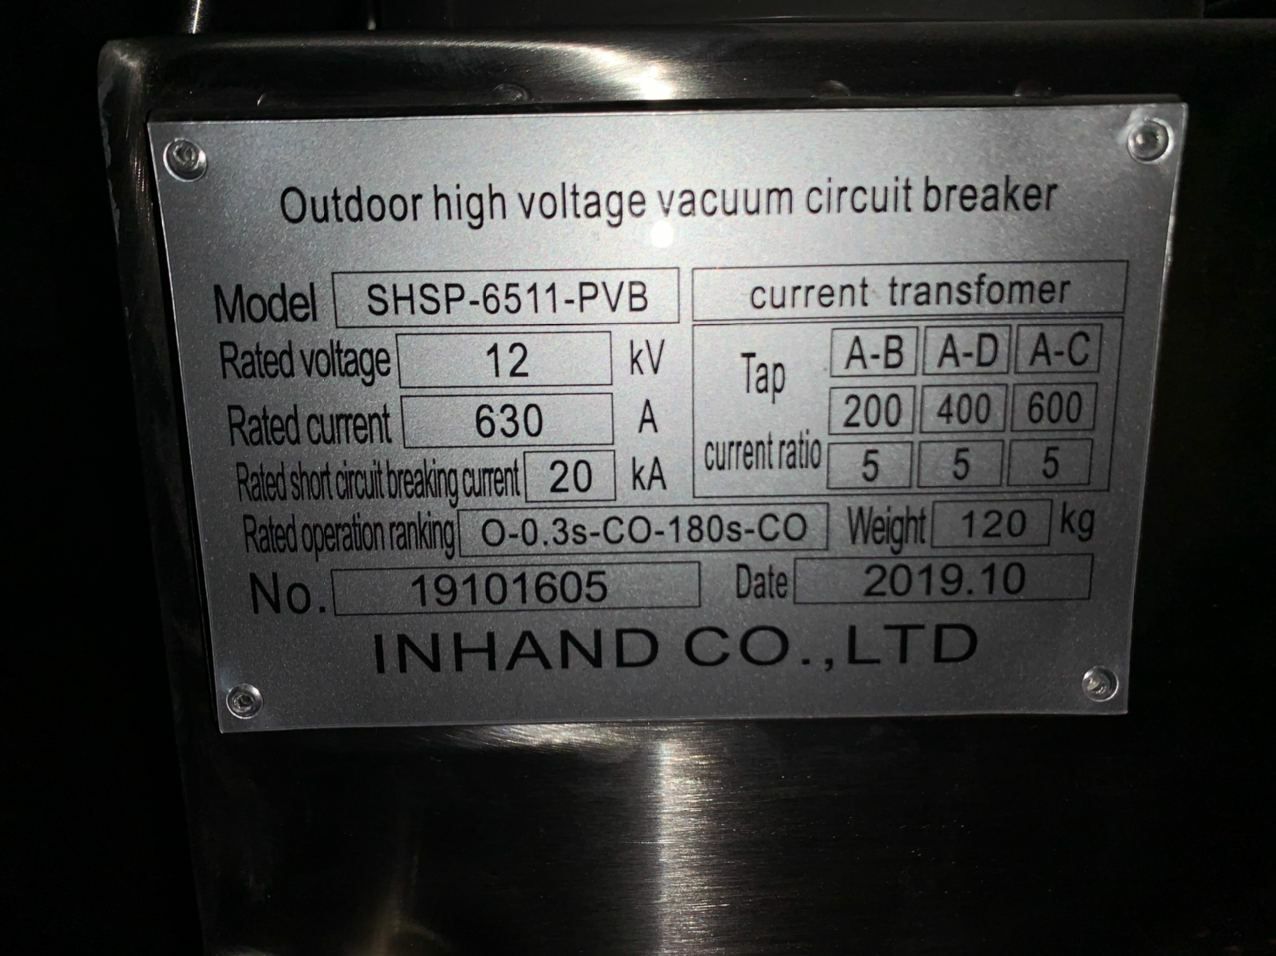 Outdoor high voltage vacuum circuit breaker
Model SHSP-6511-PVB
Rated voltage 12 kV
Rated current 630 A
Rated short circuit breaking current 20 kA
current transfomer
Tap A-B A-D A-C
200 400 600
current ratio 5 5 5
Rated operation ranking O-0.3s-CO-180s-CO Weight 120 kg
No. 19101605 Date 2019.10
INHAND CO.,LTD